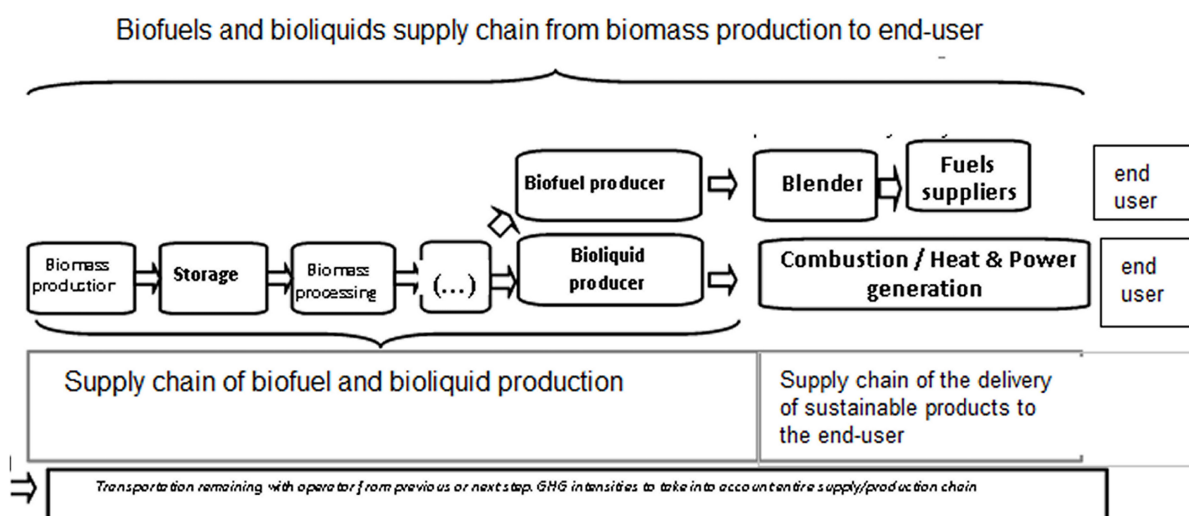 Biofuels and bioliquids supply chain from biomass production to end-user
Biofuel producer
Blender
Fuels
suppliers
end
user
Biomass
production
Storage
Biomass
processing
(...)
Bioliquid
producer
Combustion / Heat & Power
generation
end
user
Supply chain of biofuel and bioliquid production
Supply chain of the delivery
of sustainable products to
the end-user
Transportation remaining with operator from previous or next step. GHG intensities to take into account entire supply/production chain